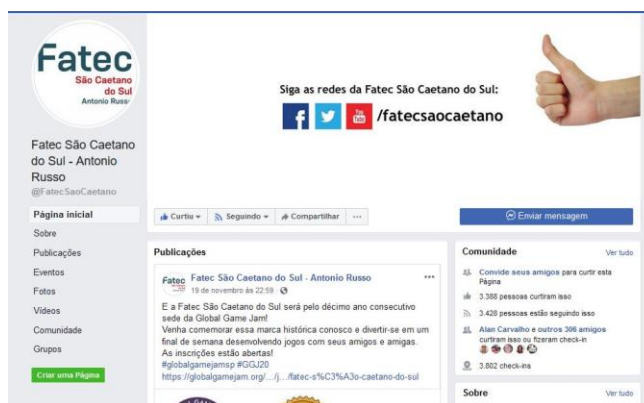 Fatec
São Caetano
do Sul
Antonio Russo
Fatec São Caetano
do Sul - Antonio
Russo
@FatecSaoCaetano
Página inicial
Sobre
Publicações
Eventos
Fotos
Vídeos
Comunidade
Grupos
Criar uma Página
Siga as redes da Fatec São Caetano do Sul:
f You Tube /fatecsaocaetano
Curtiu Seguindo Compartilhar ...
Enviar mensagem
Publicações
Fatec Fatec São Caetano do Sul - Antonio Russo ...
19 de novembro às 22:59 ·
E a Fatec São Caetano do Sul será pelo décimo ano consecutivo
sede da Global Game Jam!
Venha comemorar essa marca histórica conosco e divertir-se em um
final de semana desenvolvendo jogos com seus amigos e amigas.
As inscrições estão abertas!
#globalgamejamsp #GGJ20
https://globalgamejam.org/.../j.../fatec-s%C3%A3o-caetano-do-sul
Comunidade Ver tudo
Convide seus amigos para curtir esta
Página
3.388 pessoas curtiram isso
3.428 pessoas estão seguindo isso
Alan Carvalho e outros 306 amigos
curtiram isso ou fizeram check-in
3.802 check-ins
Sobre Ver tudo